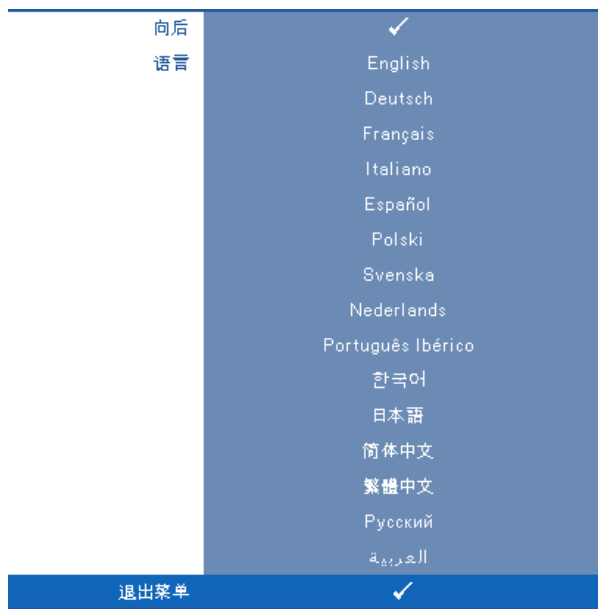 向后 ✓
语言 English
Deutsch
Français
Italiano
Español
Polski
Svenska
Nederlands
Português Ibérico
한국어
日本語
简体中文
繁體中文
Русский
العربية
退出菜单 ✓